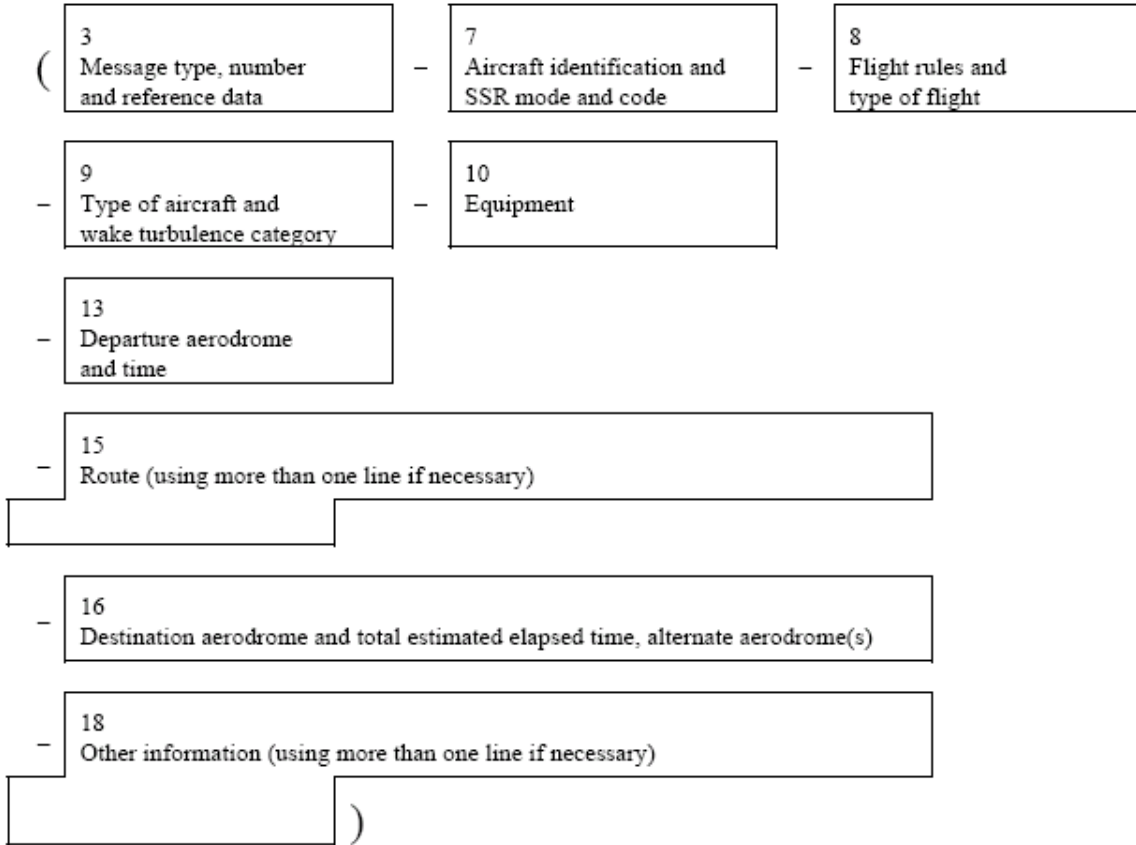 ( 3 – 7 – 8
Message type, number Aircraft identification and Flight rules and
and reference data SSR mode and code type of flight
– 9 – 10
Type of aircraft and Equipment
wake turbulence category
– 13
Departure aerodrome
and time
– 15
Route (using more than one line if necessary)
– 16
Destination aerodrome and total estimated elapsed time, alternate aerodrome(s)
– 18
Other information (using more than one line if necessary)
)